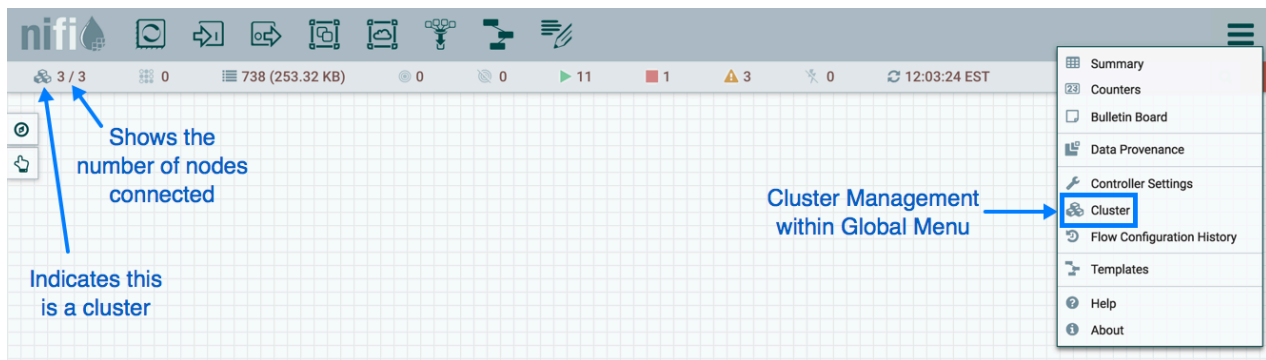 nifi
3 / 3 0 738 (253.32 KB) 0 0 11 1 3 0 12:03:24 EST
Shows the
number of nodes
connected
Indicates this
is a cluster
Cluster Management
within Global Menu
Summary
23 Counters
Bulletin Board
Data Provenance
Controller Settings
Cluster
Flow Configuration History
Templates
Help
About